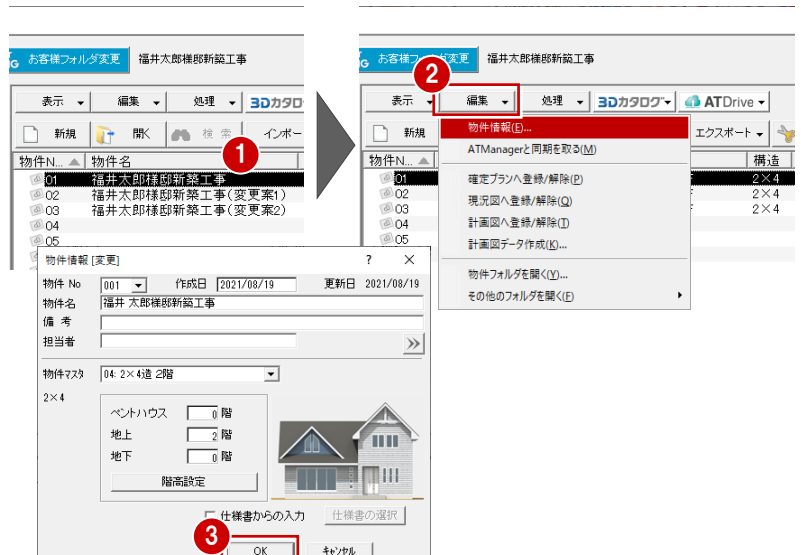 G お客様フォルダ変更 福井太郎様邸新築工事
表示 編集 処理 3Dカタロ
新規 開く 検 索 インポー
1
物件N... 物件名
01 福井太郎様邸新築工事
02 福井太郎様邸新築工事(変更案1)
03 福井太郎様邸新築工事(変更案2)
04
05
G お客様フォルダ変更 福井太郎様邸新築工事
2
表示 編集 処理 3Dカタログ ATDrive
新規 エクスポート
物件N... 構造
01 2×4
02 2×4
03 2×4
04
05
物件情報(E)...
ATManagerと同期を取る(M)
確定プランへ登録/解除(P)
現況図へ登録/解除(Q)
計画図へ登録/解除(T)
計画図データ作成(K)...
物件フォルダを開く(Y)...
その他のフォルダを開く(F)
物件情報 [変更] ? ×
物件 No 001 作成日 2021/08/19 更新日 2021/08/19
物件名 福井 太郎様邸新築工事
備 考
担当者 >>
物件マスタ 04: 2×4造 2階
2×4
ペントハウス 0 階
地上 2 階
地下 0 階
階高設定
仕様書からの入力 仕様書の選択
3
OK キャンセル